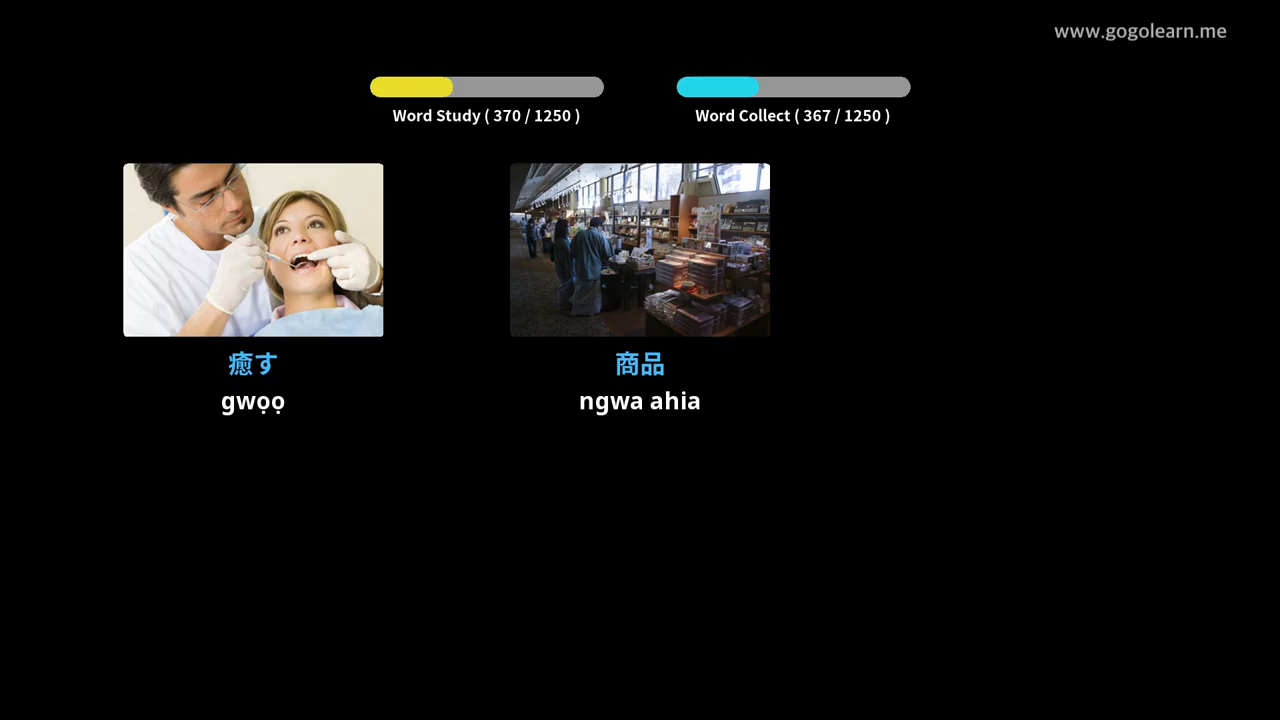 www.gogolearn.me
Word Study ( 370 / 1250 )
Word Collect ( 367 / 1250 )
癒す
gwọọ
商品
ngwa ahia